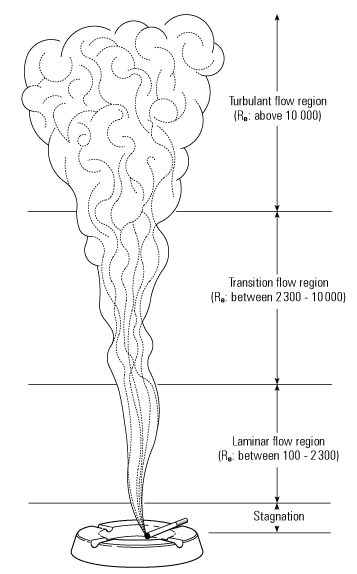 Turbulant flow region
(Re: above 10 000)
Transition flow region
(Re: between 2 300 - 10 000)
Laminar flow region
(Re: between 100 - 2 300)
Stagnation